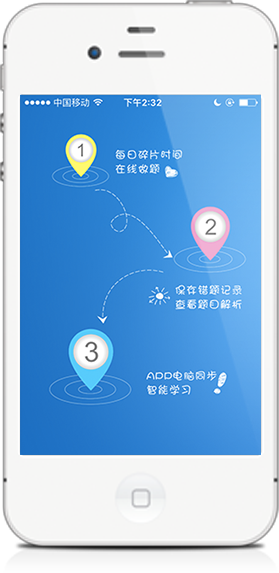 中国移动 下午2:32
1
每日碎片时间
在线做题
2
保存错题记录
查看题目解析
3
ADD电脑同步
智能学习